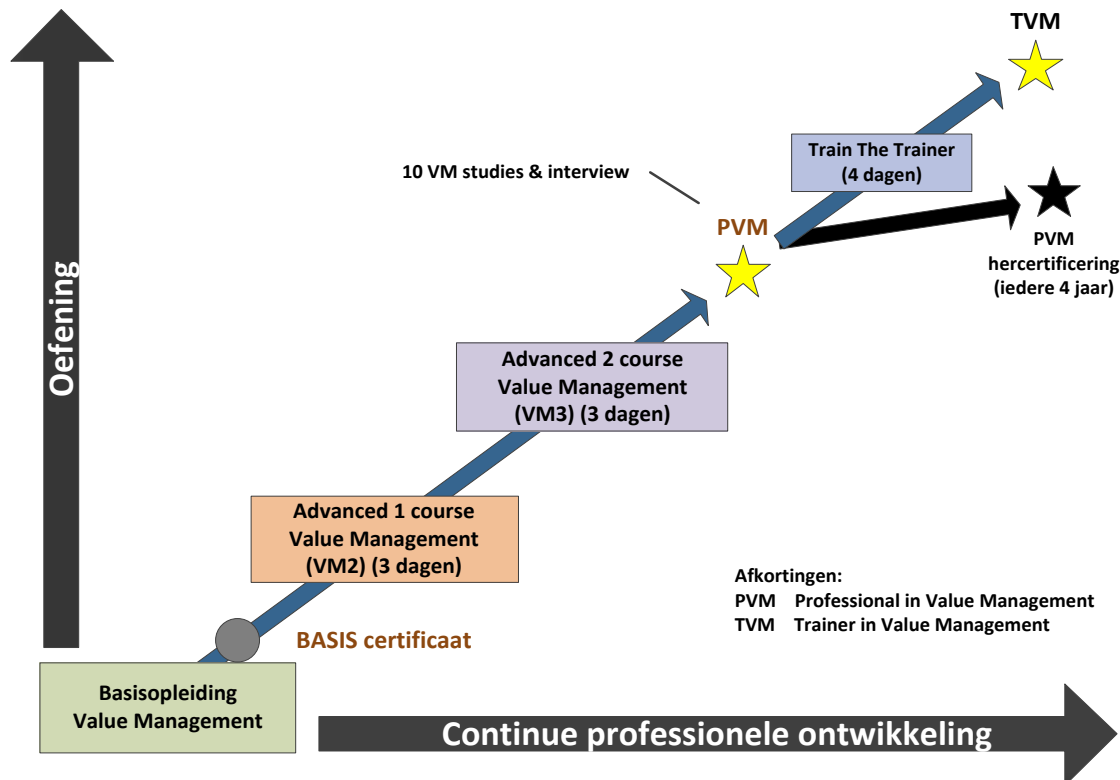 TVM
Train The Trainer
(4 dagen)
10 VM studies & interview
PVM
PVM
hercertificering
(iedere 4 jaar)
Oefening
Advanced 2 course
Value Management
(VM3) (3 dagen)
Advanced 1 course
Value Management
(VM2) (3 dagen)
Afkortingen:
PVM Professional in Value Management
TVM Trainer in Value Management
BASIS certificaat
Basisopleiding
Value Management
Continue professionele ontwikkeling